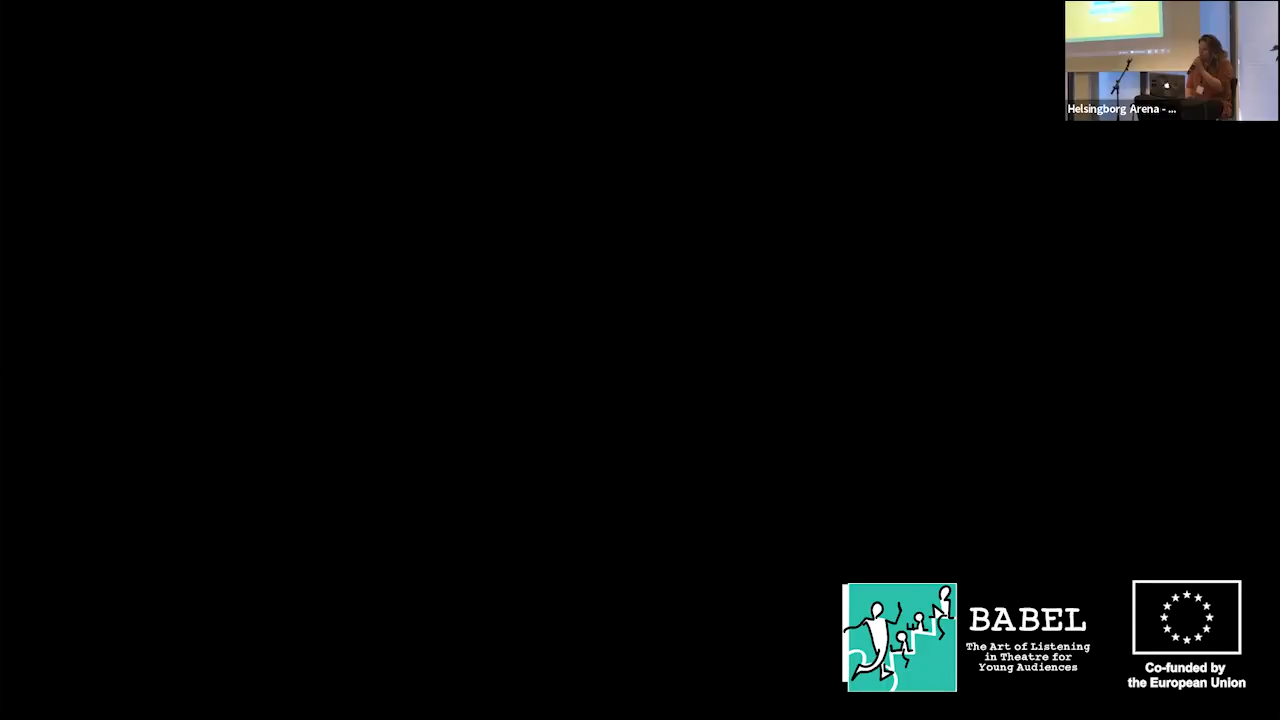 Helsingborg Arena - ...
BABEL
The Art of Listening
in Theatre for
Young Audiences
Co-funded by
the European Union